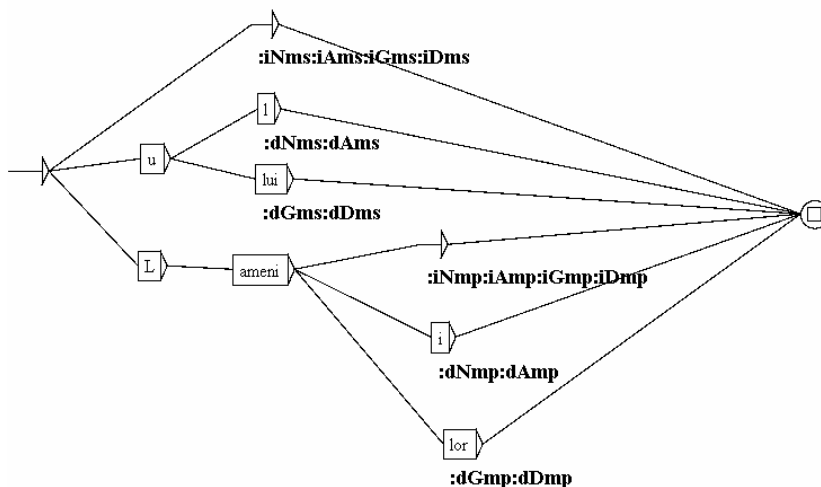 :iNms:iAms:iGms:iDms
l
:dNms:dAms
u
lui
:dGms:dDms
L
ameni
:iNmp:iAmp:iGmp:iDmp
i
:dNmp:dAmp
lor
:dGmp:dDmp